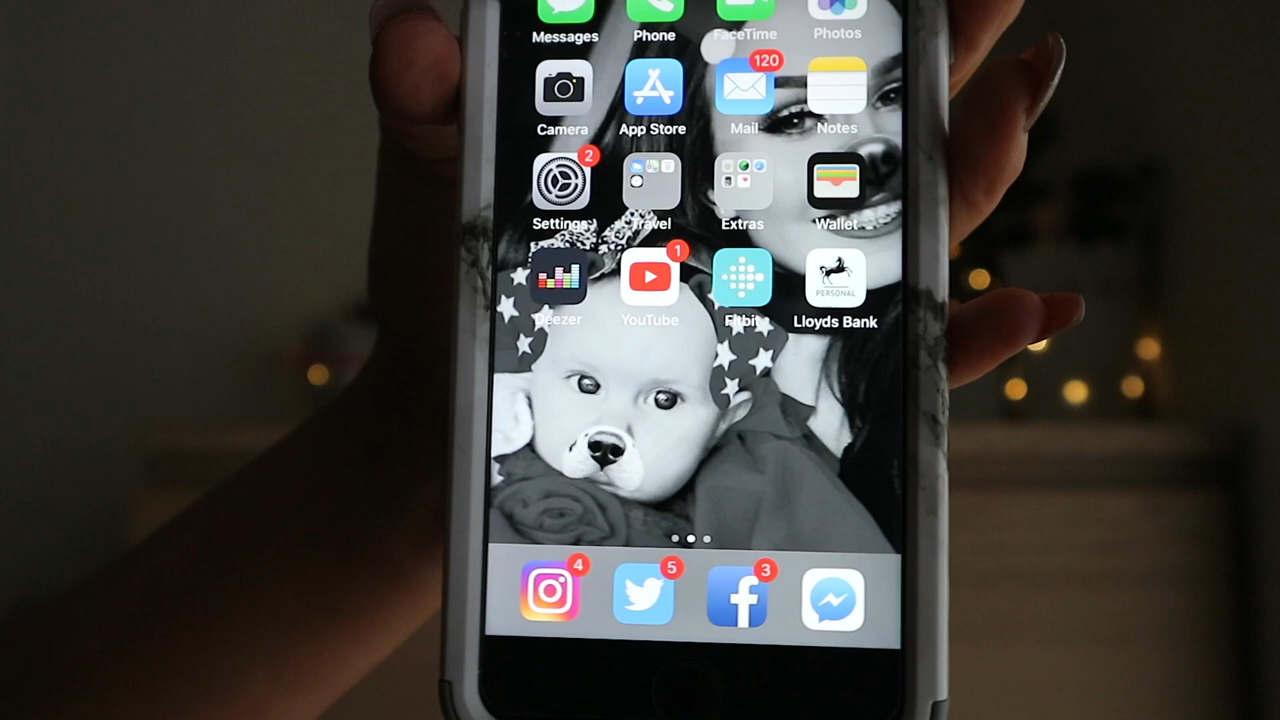 Messages Phone FaceTime Photos
120
Camera App Store Mail Notes
2
Settings Travel Extras Wallet
1
PERSONAL
Deezer YouTube Fitbit Lloyds Bank
4 5 3